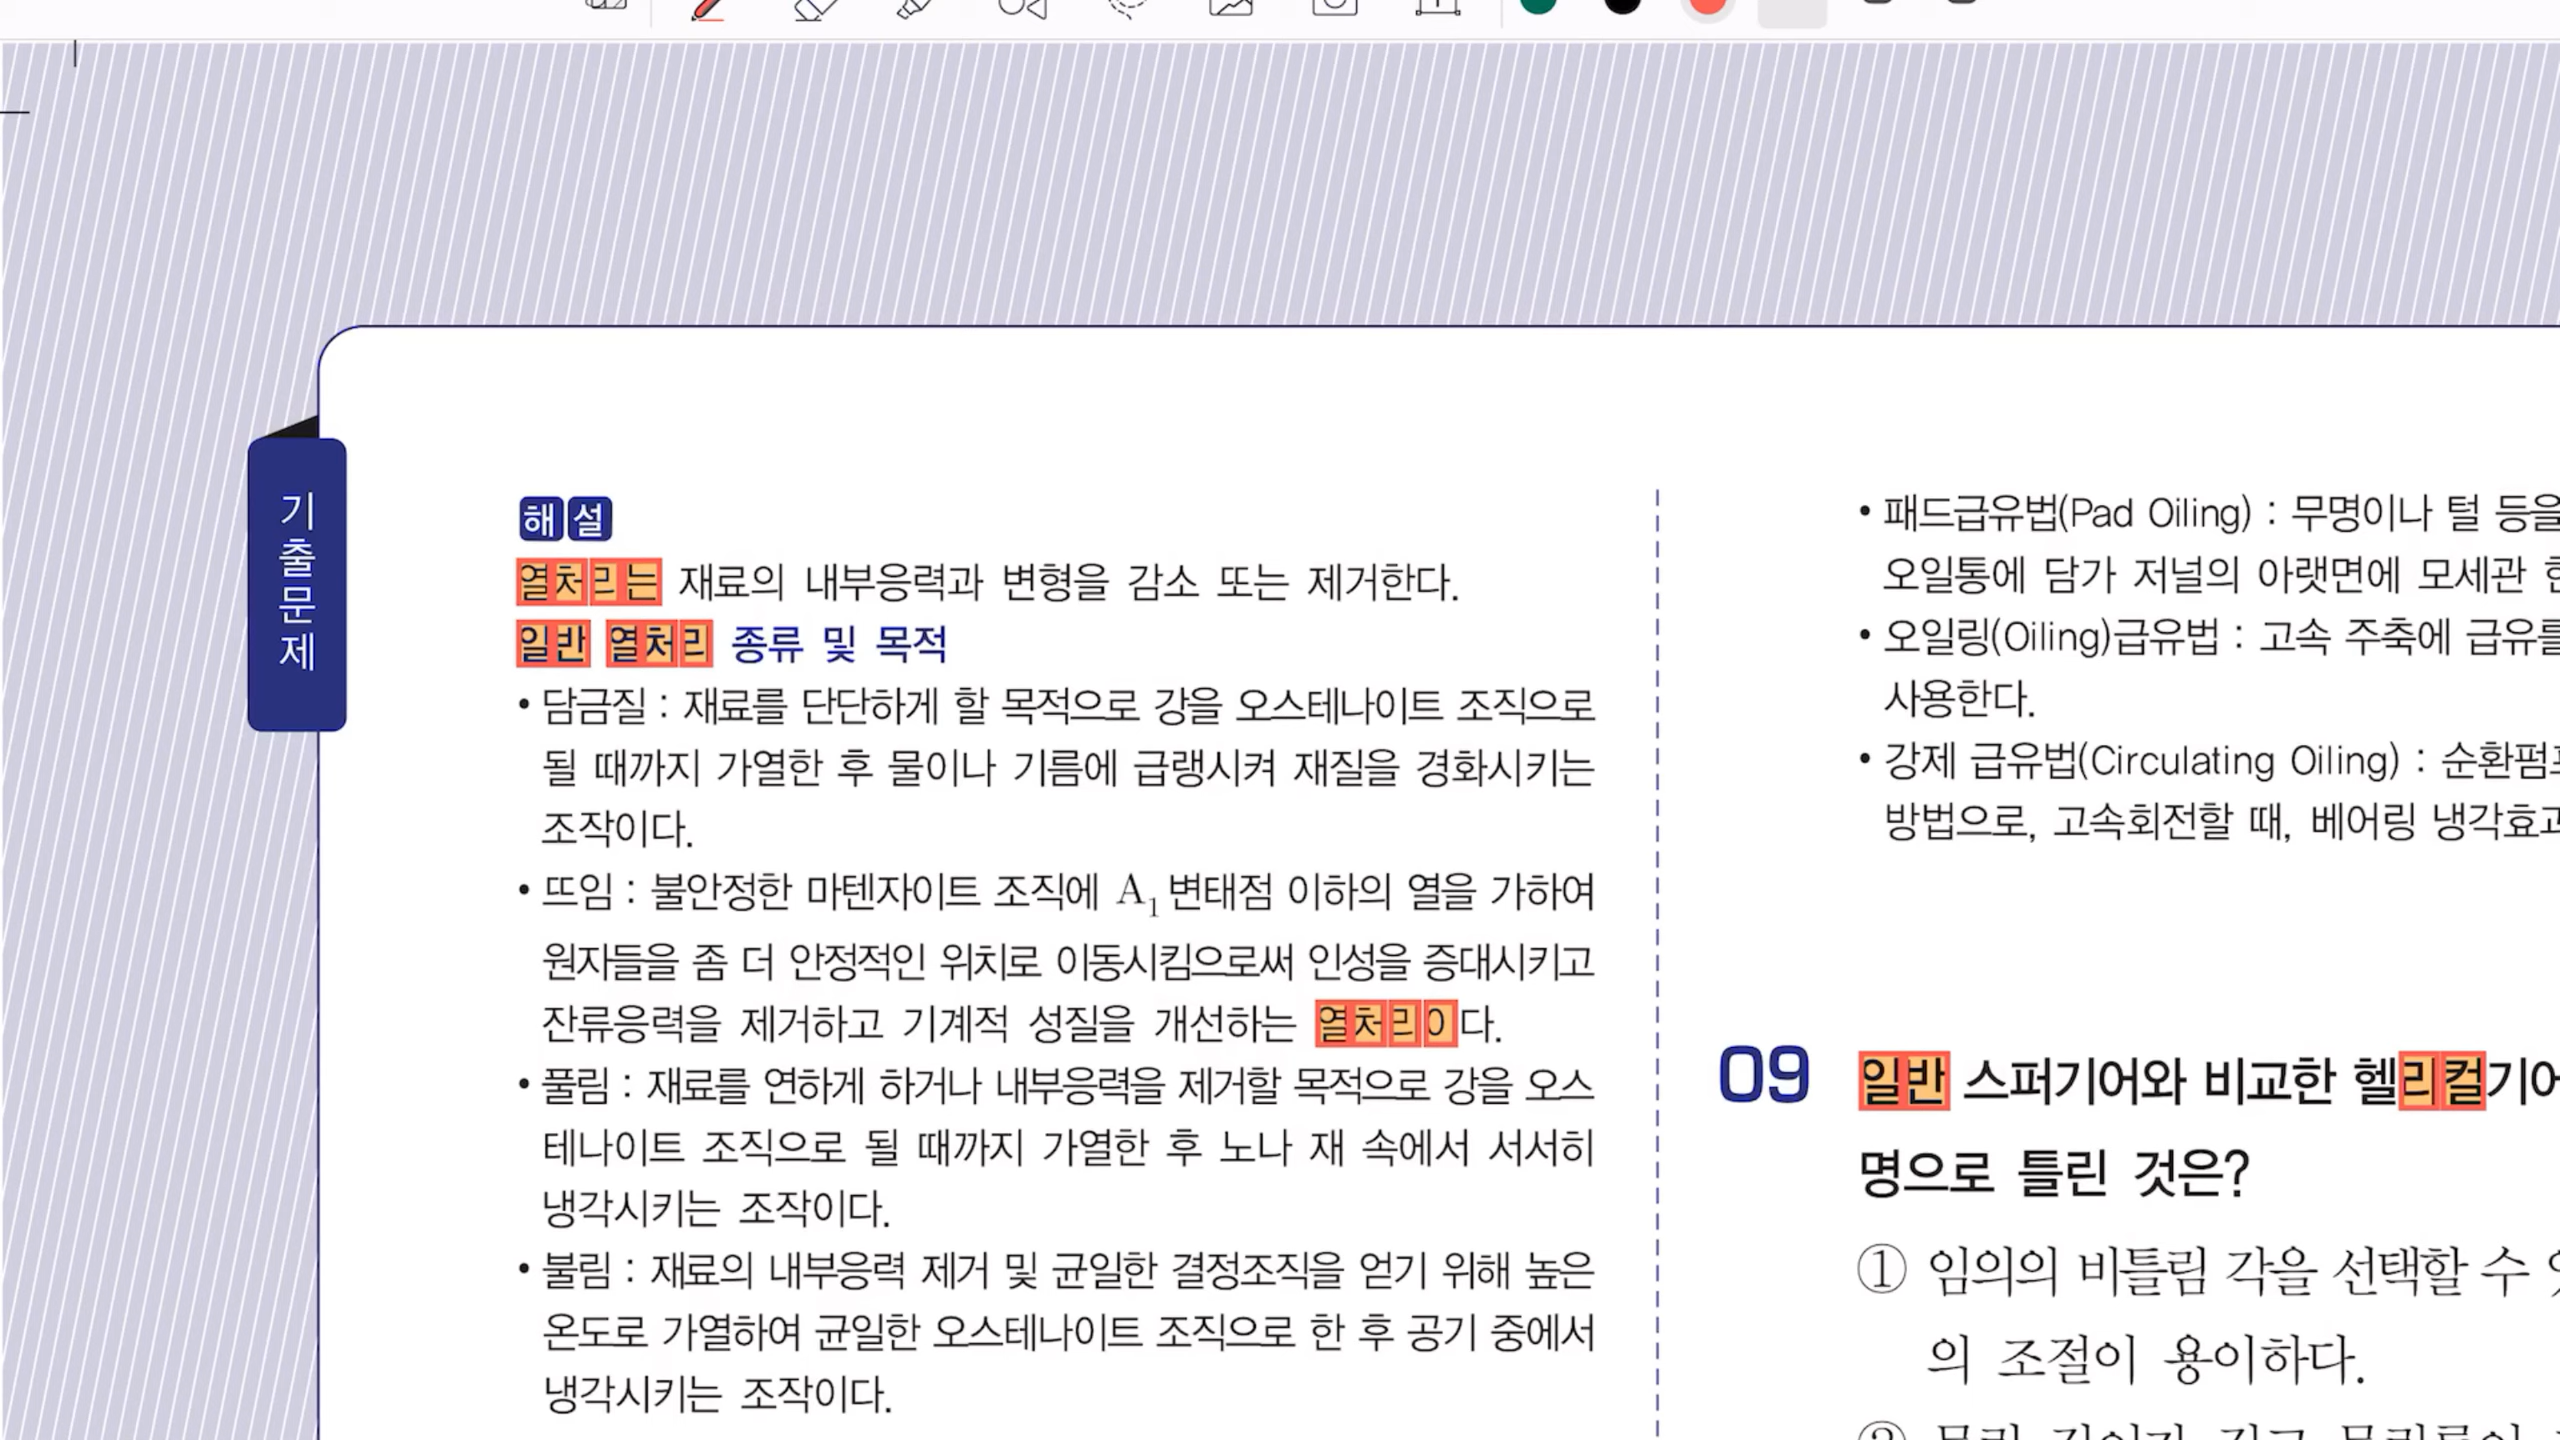 기출문제
해설
열처리는 재료의 내부응력과 변형을 감소 또는 제거한다.
일반 열처리 종류 및 목적
• 담금질 : 재료를 단단하게 할 목적으로 강을 오스테나이트 조직으로
될 때까지 가열한 후 물이나 기름에 급랭시켜 재질을 경화시키는
조작이다.
• 뜨임 : 불안정한 마텐자이트 조직에 A₁ 변태점 이하의 열을 가하여
원자들을 좀 더 안정적인 위치로 이동시킴으로써 인성을 증대시키고
잔류응력을 제거하고 기계적 성질을 개선하는 열처리이다.
• 풀림 : 재료를 연하게 하거나 내부응력을 제거할 목적으로 강을 오스
테나이트 조직으로 될 때까지 가열한 후 노나 재 속에서 서서히
냉각시키는 조작이다.
• 불림 : 재료의 내부응력 제거 및 균일한 결정조직을 얻기 위해 높은
온도로 가열하여 균일한 오스테나이트 조직으로 한 후 공기 중에서
냉각시키는 조작이다.
• 패드급유법(Pad Oiling) : 무명이나 털 등을
오일통에 담가 저널의 아랫면에 모세관
• 오일링(Oiling)급유법 : 고속 주축에 급유를
사용한다.
• 강제 급유법(Circulating Oiling) : 순환펌프
방법으로, 고속회전할 때, 베어링 냉각효과
09 일반 스퍼기어와 비교한 헬리컬기어
명으로 틀린 것은?
① 임의의 비틀림 각을 선택할 수
의 조절이 용이하다.